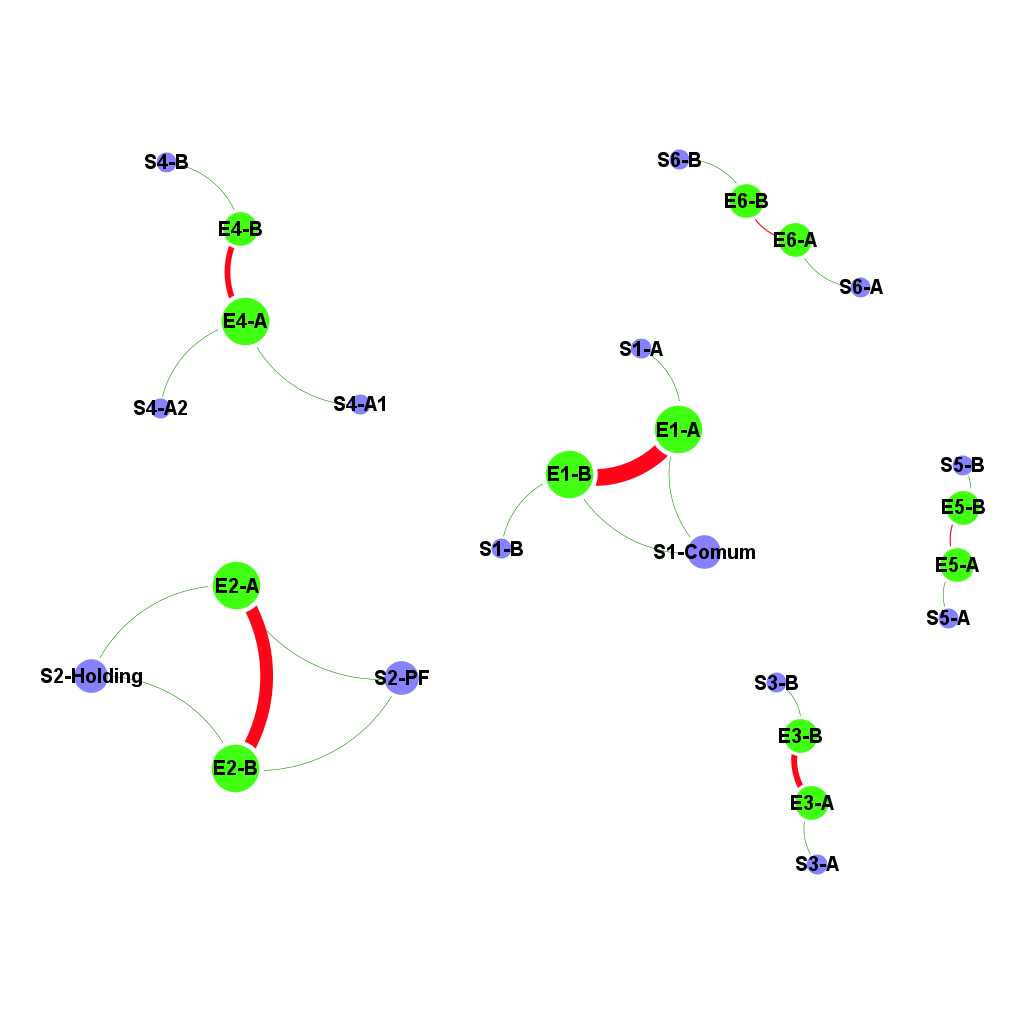 S6-B
S4-B
E6-B
E4-B
E6-A
S6-A
E4-A
S1-A
S4-A1
S4-A2
E1-A
S5-B
E1-B
E5-B
S1-B
S1-Comum
E5-A
E2-A
S5-A
S2-Holding
S2-PF
S3-B
E3-B
E2-B
E3-A
S3-A